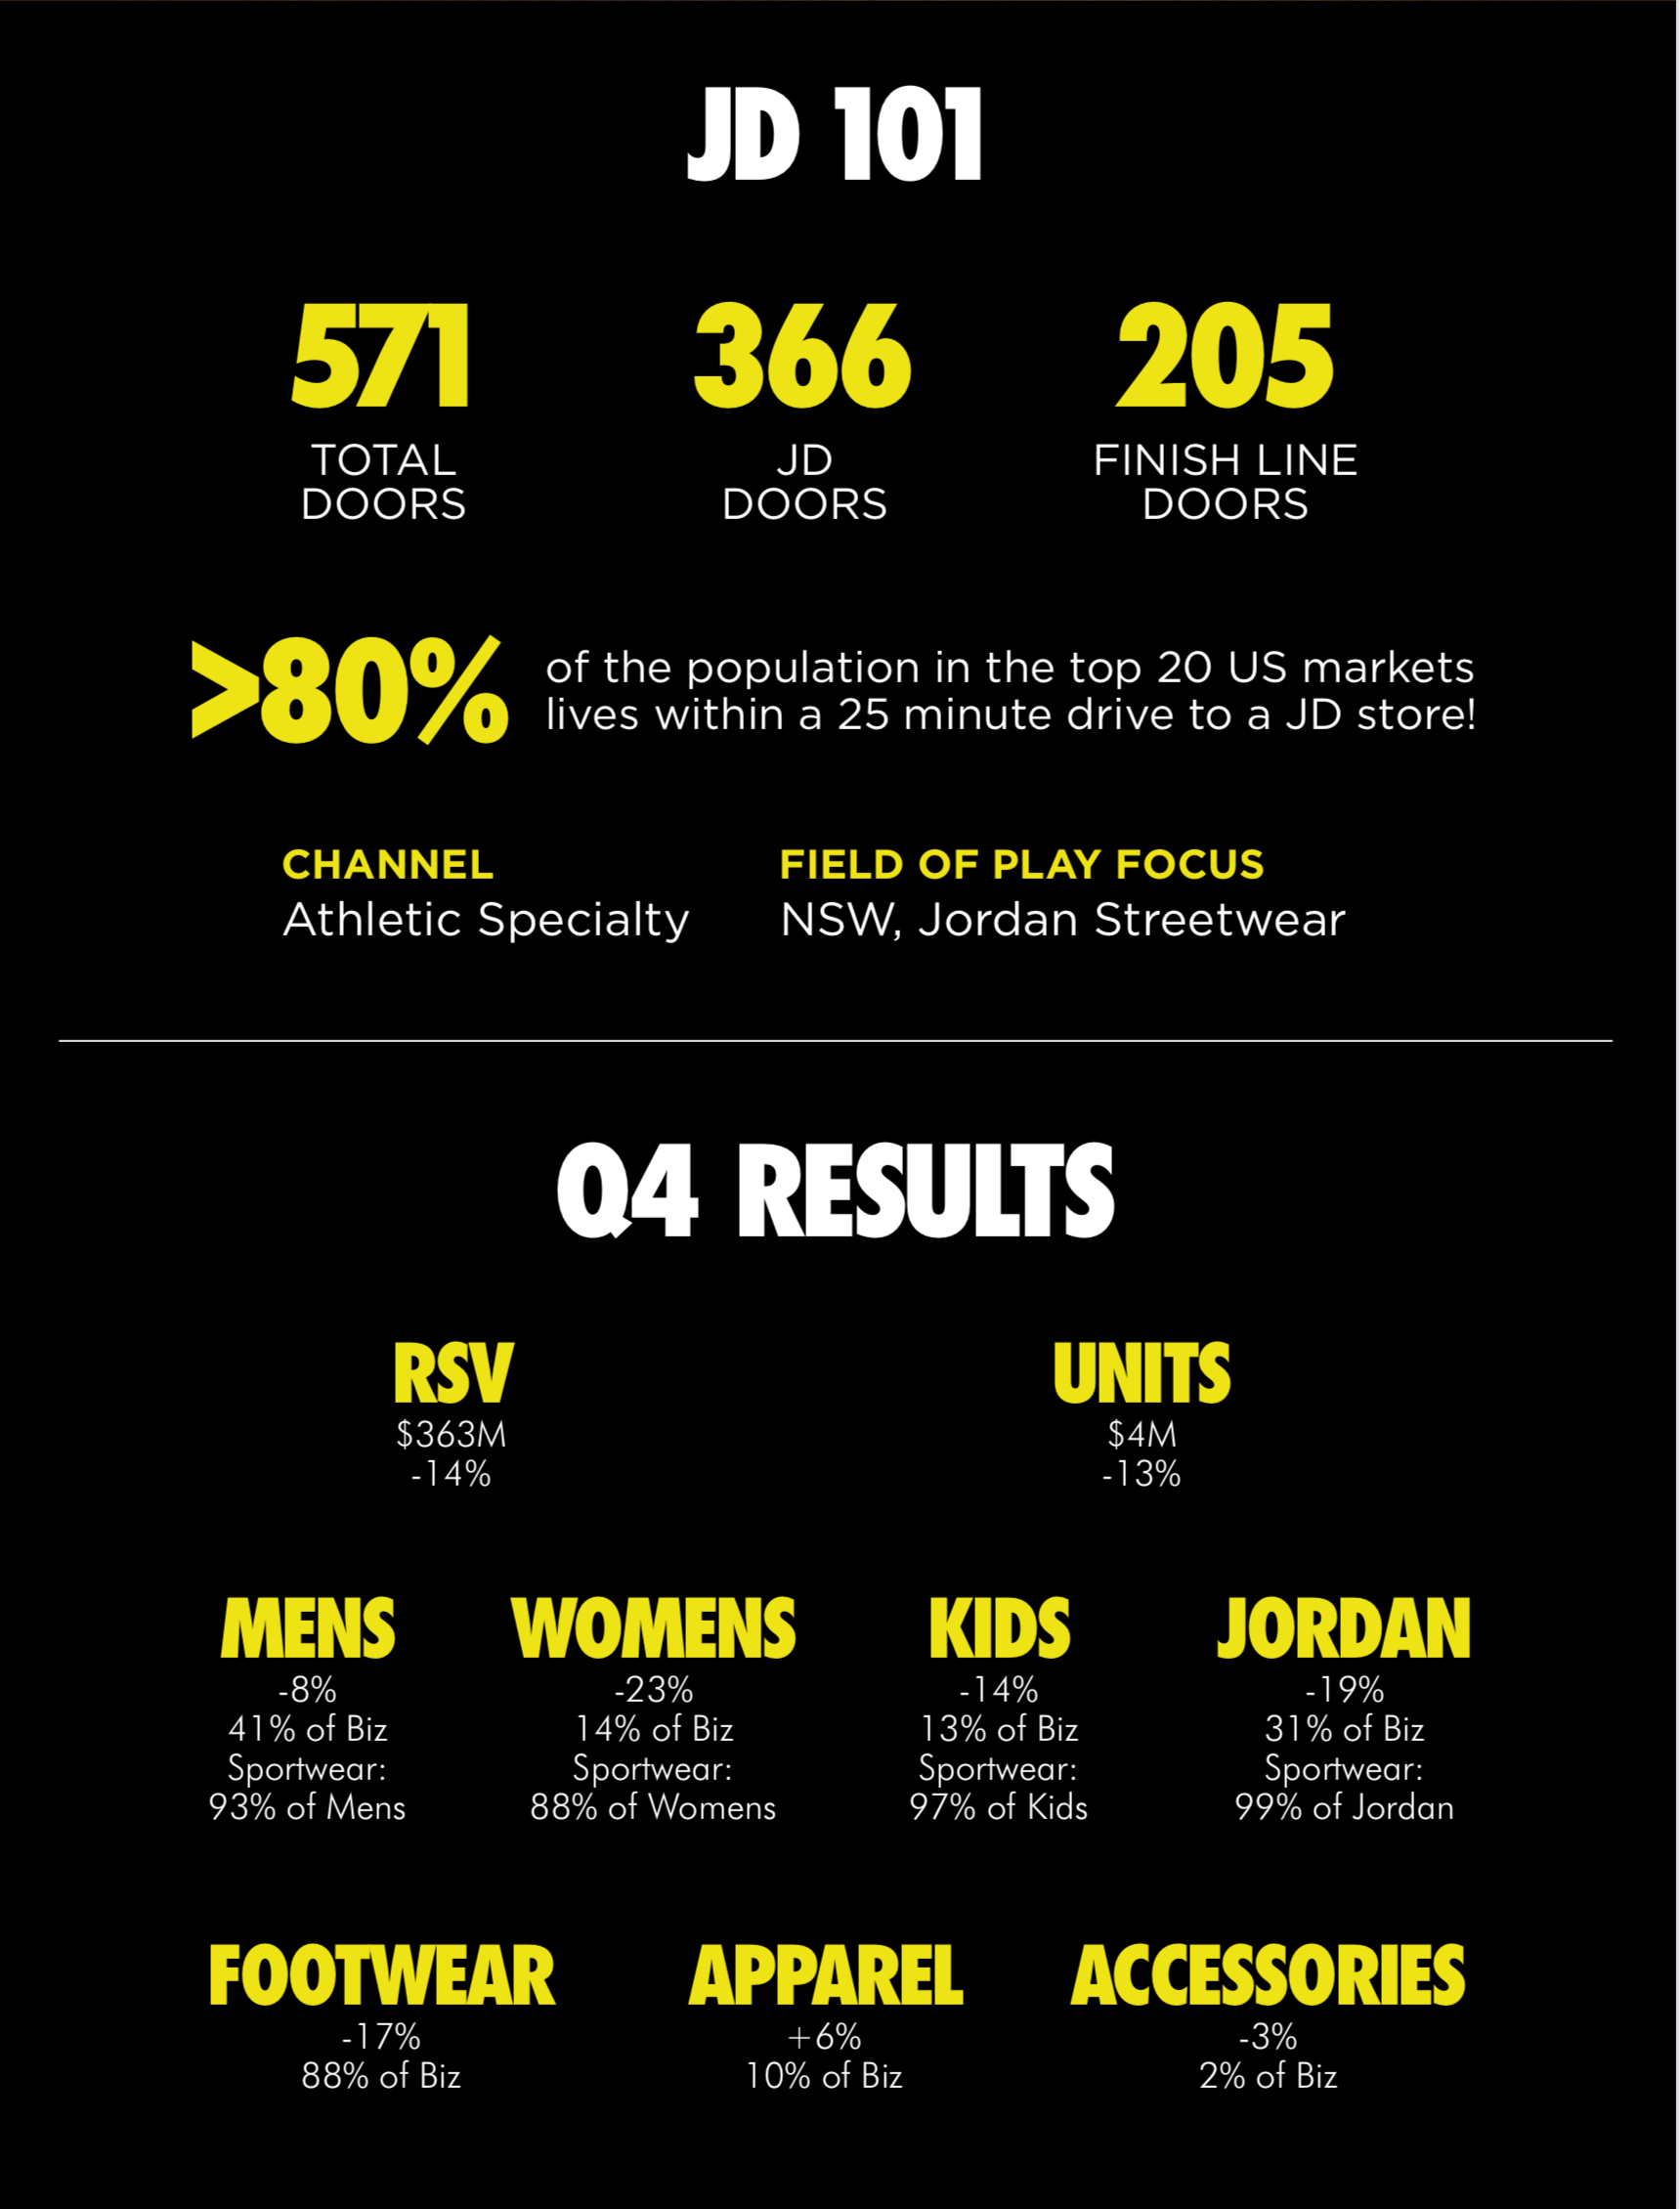 JD 101
571
366
205
TOTAL
DOORS
JD
DOORS
FINISH LINE
DOORS
>80%
of the population in the top 20 US markets
lives within a 25 minute drive to a JD store!
CHANNEL
Athletic Specialty
FIELD OF PLAY FOCUS
NSW, Jordan Streetwear
Q4 RESULTS
RSV
$363M
-14%
UNITS
$4M
-13%
MENS
-8%
41% of Biz
Sportwear:
93% of Mens
WOMENS
-23%
14% of Biz
Sportwear:
88% of Womens
KIDS
-14%
13% of Biz
Sportwear:
97% of Kids
JORDAN
-19%
31% of Biz
Sportwear:
99% of Jordan
FOOTWEAR
-17%
88% of Biz
APPAREL
+6%
10% of Biz
ACCESSORIES
-3%
2% of Biz